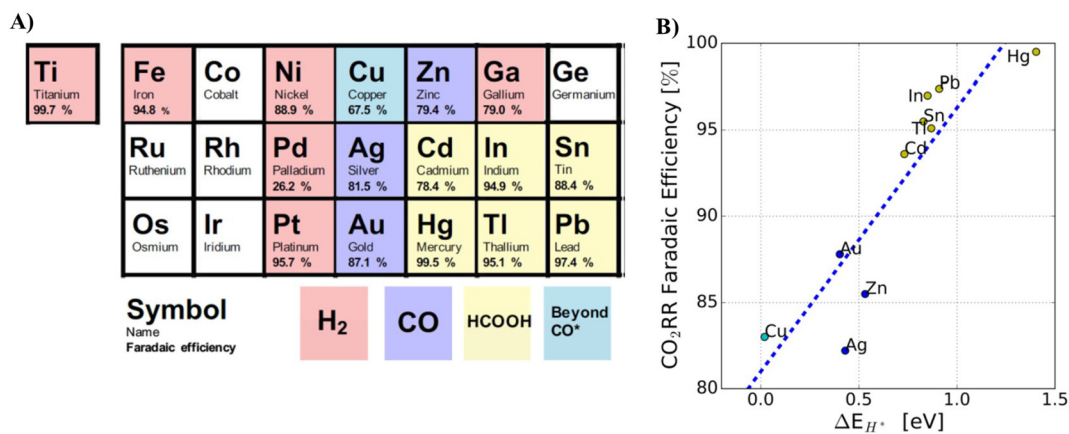 A)
Ti
Titanium
99.7 %
Fe
Iron
94.8 %
Co
Cobalt
Ni
Nickel
88.9 %
Cu
Copper
67.5 %
Zn
Zinc
79.4 %
Ga
Gallium
79.0 %
Ge
Germanium
Ru
Ruthenium
Rh
Rhodium
Pd
Palladium
26.2 %
Ag
Silver
81.5 %
Cd
Cadmium
78.4 %
In
Indium
94.9 %
Sn
Tin
88.4 %
Os
Osmium
Ir
Iridium
Pt
Platinum
95.7 %
Au
Gold
87.1 %
Hg
Mercury
99.5 %
Tl
Thallium
95.1 %
Pb
Lead
97.4 %
Symbol
Name
Faradaic efficiency
H₂
CO
HCOOH
Beyond
CO*
B)
CO₂RR Faradaic Efficiency [%]
100
95
90
85
80
Hg
Pb
In
Sn
Tl
Cd
Au
Zn
Cu
Ag
0.0
0.5
1.0
1.5
ΔE_H* [eV]